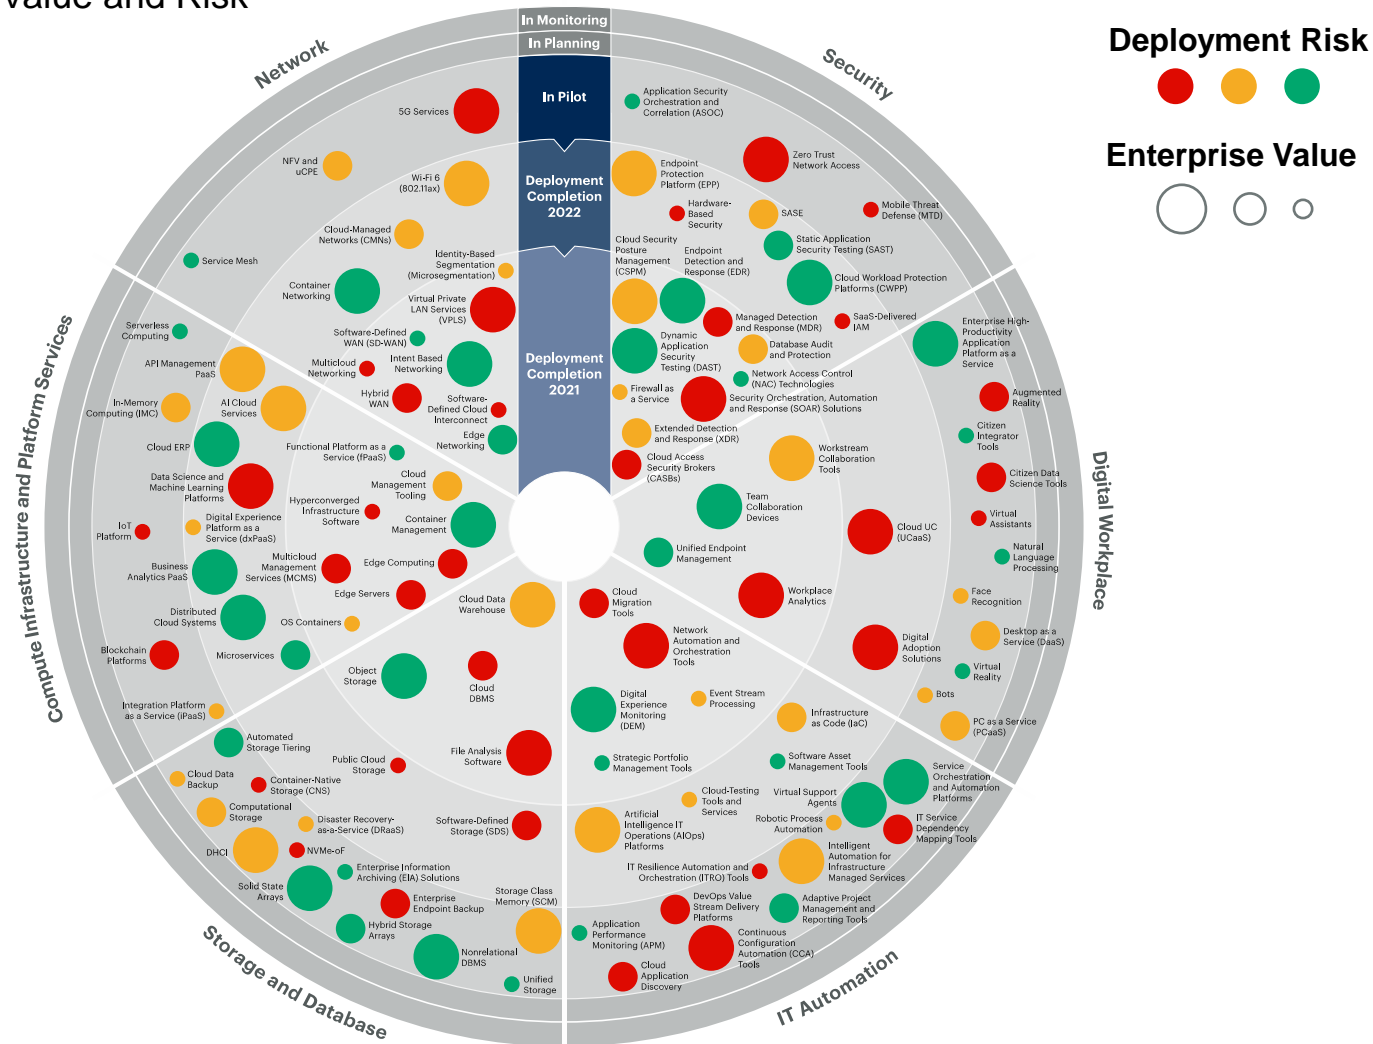 Value and Risk
Deployment Risk
Enterprise Value
In Monitoring
In Planning
In Pilot
Deployment
Completion
2022
Deployment
Completion
2021
Network
5G Services
NFV and
uCPE
Wi-Fi 6
(802.11ax)
Cloud-Managed
Networks (CMNs)
Service Mesh
Identity-Based
Segmentation
(Microsegmentation)
Container
Networking
Virtual Private
LAN Services
(VPLS)
Software-Defined
WAN (SD-WAN)
Multicloud
Networking
Intent Based
Networking
Hybrid
WAN
Software-
Defined Cloud
Interconnect
Edge
Networking
Security
Application Security
Orchestration and
Correlation (ASOC)
Endpoint
Protection
Platform (EPP)
Zero Trust
Network Access
Hardware-
Based
Security
SASE
Mobile Threat
Defense (MTD)
Static Application
Security Testing (SAST)
Cloud Security
Posture
Management
(CSPM)
Endpoint
Detection and
Response (EDR)
Cloud Workload Protection
Platforms (CWPP)
Managed Detection
and Response (MDR)
SaaS-Delivered
IAM
Dynamic
Application
Security
Testing (DAST)
Database Audit
and Protection
Network Access Control
(NAC) Technologies
Firewall as
a Service
Security Orchestration, Automation
and Response (SOAR) Solutions
Extended Detection
and Response (XDR)
Cloud Access
Security Brokers
(CASBs)
Digital Workplace
Enterprise High-
Productivity
Application
Platform as a
Service
Augmented
Reality
Citizen
Integrator
Tools
Workstream
Collaboration
Tools
Citizen Data
Science Tools
Team
Collaboration
Devices
Virtual
Assistants
Cloud UC
(UCaaS)
Unified Endpoint
Management
Natural
Language
Processing
Workplace
Analytics
Face
Recognition
Digital
Adoption
Solutions
Desktop as a
Service (DaaS)
Virtual
Reality
Bots
PC as a Service
(PCaaS)
IT Automation
Cloud
Migration
Tools
Network
Automation and
Orchestration
Tools
Digital
Experience
Monitoring
(DEM)
Event Stream
Processing
Infrastructure
as Code (IaC)
Strategic Portfolio
Management Tools
Software Asset
Management Tools
Service
Orchestration
and Automation
Platforms
Cloud-Testing
Tools and
Services
Virtual Support
Agents
Artificial
Intelligence IT
Operations (AIOps)
Platforms
Robotic Process
Automation
IT Service
Dependency
Mapping Tools
IT Resilience Automation and
Orchestration (ITRO) Tools
Intelligent
Automation for
Infrastructure
Managed Services
DevOps Value
Stream Delivery
Platforms
Adaptive Project
Management and
Reporting Tools
Application
Performance
Monitoring (APM)
Continuous
Configuration
Automation (CCA)
Tools
Cloud
Application
Discovery
Storage and Database
Cloud Data
Warehouse
Object
Storage
Cloud
DBMS
Automated
Storage Tiering
Public Cloud
Storage
File Analysis
Software
Cloud Data
Backup
Container-Native
Storage (CNS)
Computational
Storage
Disaster Recovery-
as-a-Service (DRaaS)
Software-Defined
Storage (SDS)
DHCI
NVMe-oF
Enterprise Information
Archiving (EIA) Solutions
Solid State
Arrays
Enterprise
Endpoint Backup
Storage Class
Memory (SCM)
Hybrid Storage
Arrays
Nonrelational
DBMS
Unified
Storage
Compute Infrastructure and Platform Services
Serverless
Computing
API Management
PaaS
In-Memory
Computing (IMC)
AI Cloud
Services
Cloud ERP
Functional Platform as a
Service (fPaaS)
Data Science and
Machine Learning
Platforms
Cloud
Management
Tooling
Hyperconverged
Infrastructure
Software
IoT
Platform
Digital Experience
Platform as a
Service (dxPaaS)
Container
Management
Business
Analytics PaaS
Multicloud
Management
Services (MCMS)
Edge Computing
Edge Servers
Distributed
Cloud Systems
OS Containers
Blockchain
Platforms
Microservices
Integration Platform
as a Service (iPaaS)